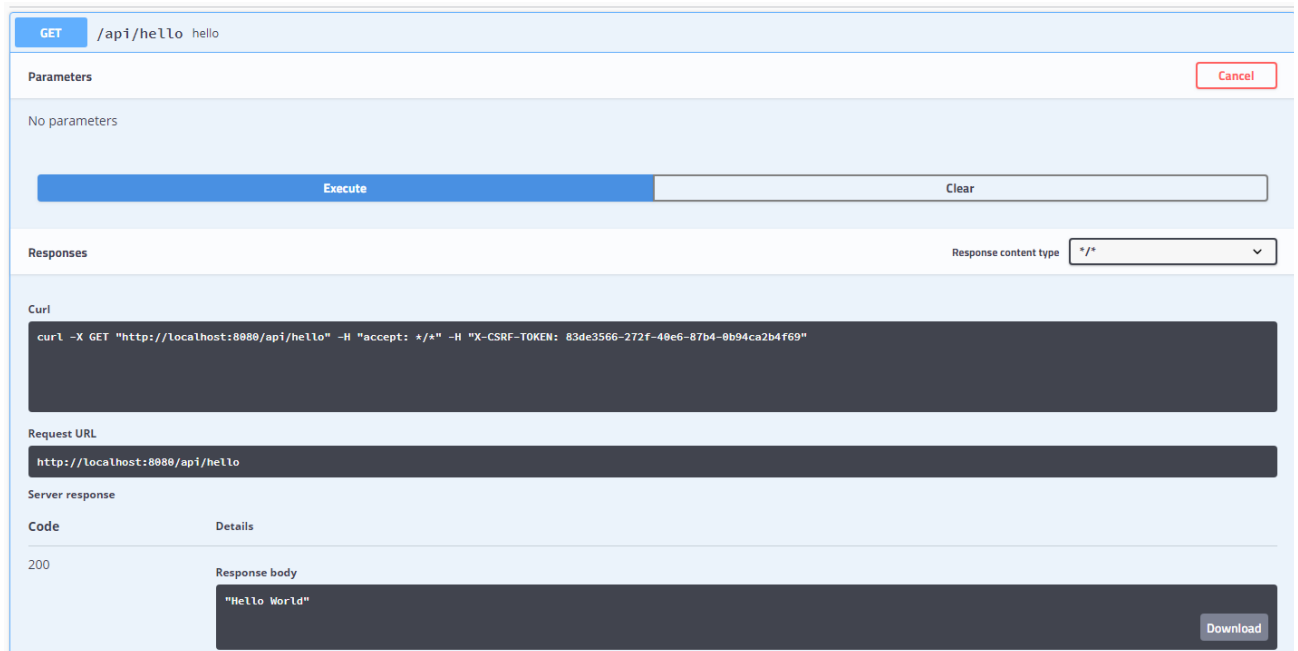 GET /api/hello hello
Parameters Cancel
No parameters
Execute Clear
Responses Response content type */*
Curl
curl -X GET "http://localhost:8080/api/hello" -H "accept: */*" -H "X-CSRF-TOKEN: 83de3566-272f-40e6-87b4-0b94ca2b4f69"
Request URL
http://localhost:8080/api/hello
Server response
Code Details
200
Response body
"Hello World"
Download